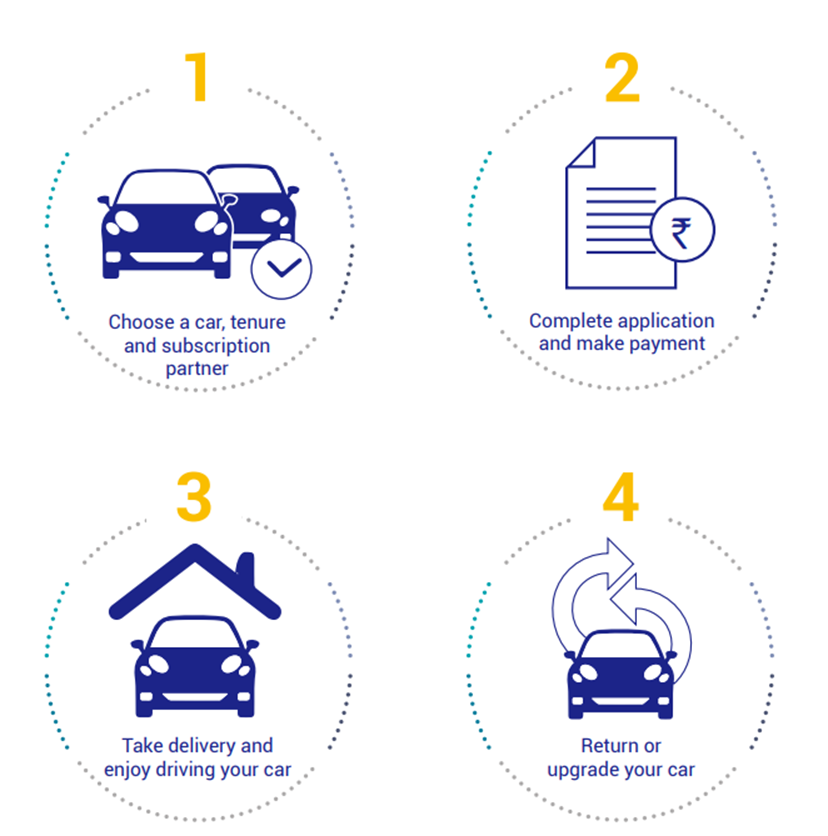 1
Choose a car, tenure
and subscription
partner
2
₹
Complete application
and make payment
3
Take delivery and
enjoy driving your car
4
Return or
upgrade your car